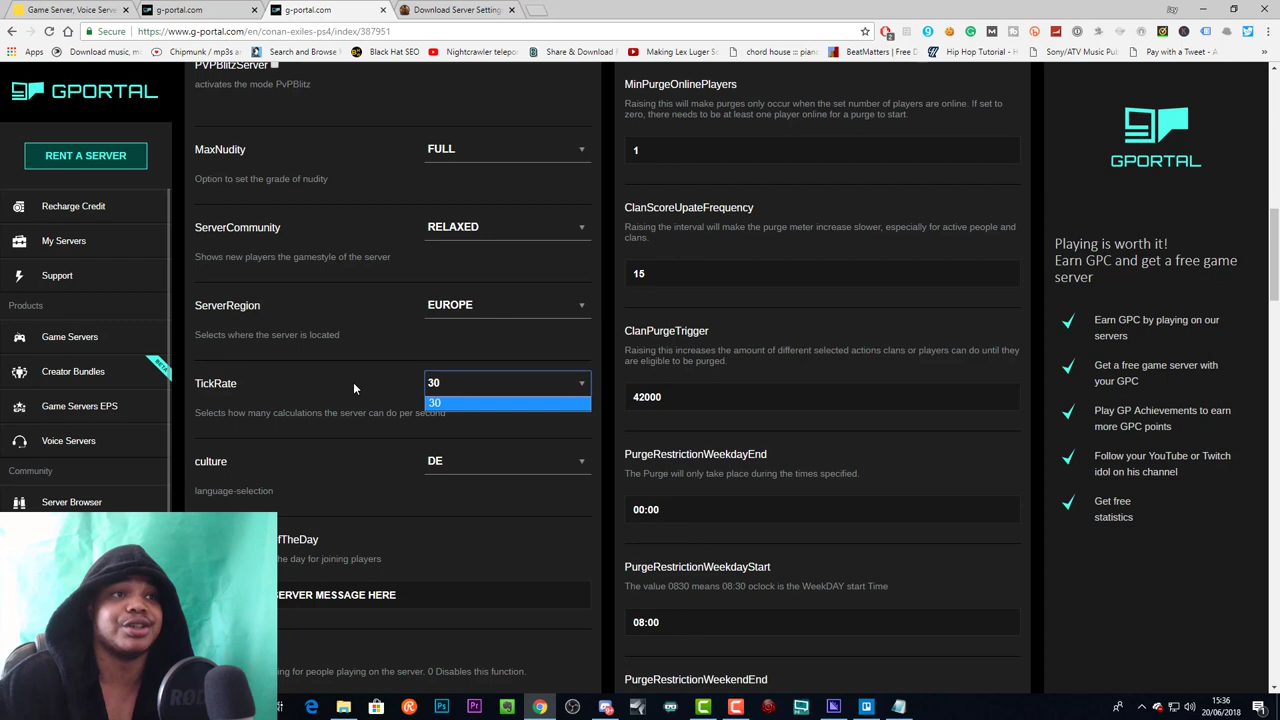 Game Server, Voice Serve
g-portal.com
g-portal.com
Download Server Setting
Secure
https://www.g-portal.com/en/conan-exiles-ps4/index/387951
Apps
Download music, m
Chipmunk / mp3 (a
Search and Browse
Black Hat SEO
Nightcrawler telepor
Share & Download
Making Lex Luger S
chord house :: piano
BeatMatters | Free D
Hip Hop Tutorial
Sony/ATV Music Pub
Pay with a Tweet
GPORTAL
RENT A SERVER
Recharge Credit
My Servers
Support
Products
Game Servers
Creator Bundles
BETA
Game Servers EPS
Voice Servers
Community
Server Browser
PVPBlitzServer
activates the mode PvPBlitz
MaxNudity
FULL
Option to set the grade of nudity
ServerCommunity
RELAXED
Shows new players the gamestyle of the server
ServerRegion
EUROPE
Selects where the server is located
TickRate
30
30
Selects how many calculations the server can do per second
culture
DE
language-selection
fTheDay
he day for joining players
SERVER MESSAGE HERE
ng for people playing on the server. 0 Disables this function.
MinPurgeOnlinePlayers
Raising this will make purges only occur when the set number of players are online. If set to
zero, there needs to be at least one player online for a purge to start.
1
ClanScoreUpateFrequency
Raising the interval will make the purge meter increase slower, especially for active people and
clans.
15
ClanPurgeTrigger
Raising this increases the amount of different selected actions clans or players can do until they
are eligible to be purged.
42000
PurgeRestrictionWeekdayEnd
The Purge will only take place during the times specified.
00:00
PurgeRestrictionWeekdayStart
The value 0830 means 08:30 oclock is the WeekDAY start Time
08:00
PurgeRestrictionWeekendEnd
GPORTAL
Playing is worth it!
Earn GPC and get a free game
server
Earn GPC by playing on our
servers
Get a free game server with
your GPC
Play GP Achievements to earn
more GPC points
Follow your YouTube or Twitch
idol on his channel
Get free
statistics
RØDE
15:36
20/06/2018